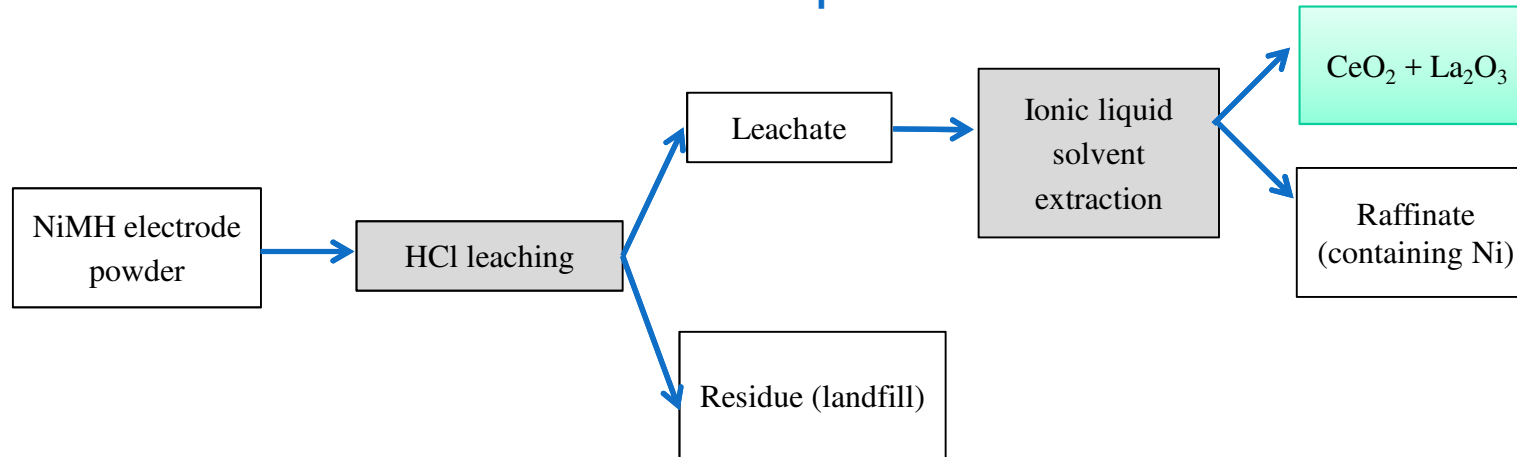 NiMH electrode
powder
HCl leaching
Leachate
Residue (landfill)
Ionic liquid
solvent
extraction
CeO₂ + La₂O₃
Raffinate
(containing Ni)